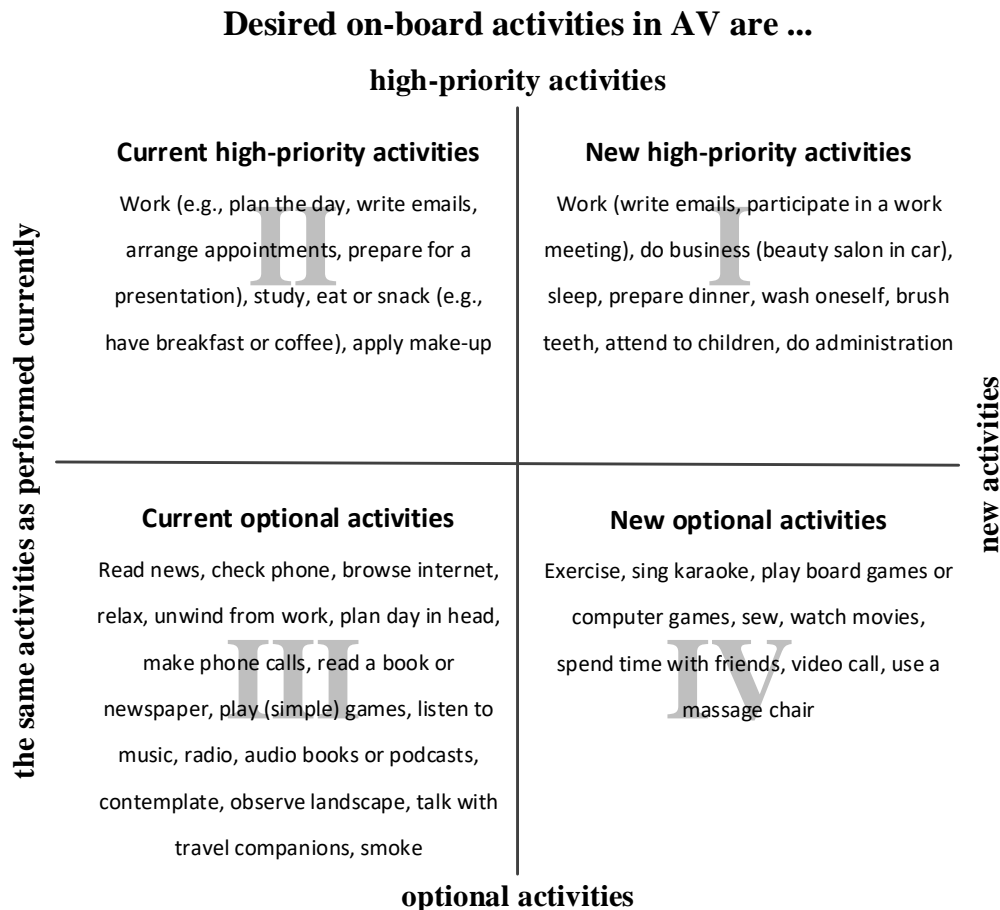 Desired on-board activities in AV are ...
high-priority activities
the same activities as performed currently
Current high-priority activities
II
Work (e.g., plan the day, write emails,
arrange appointments, prepare for a
presentation), study, eat or snack (e.g.,
have breakfast or coffee), apply make-up
New high-priority activities
I
Work (write emails, participate in a work
meeting), do business (beauty salon in car),
sleep, prepare dinner, wash oneself, brush
teeth, attend to children, do administration
new activities
Current optional activities
III
Read news, check phone, browse internet,
relax, unwind from work, plan day in head,
make phone calls, read a book or
newspaper, play (simple) games, listen to
music, radio, audio books or podcasts,
contemplate, observe landscape, talk with
travel companions, smoke
New optional activities
IV
Exercise, sing karaoke, play board games or
computer games, sew, watch movies,
spend time with friends, video call, use a
massage chair
optional activities